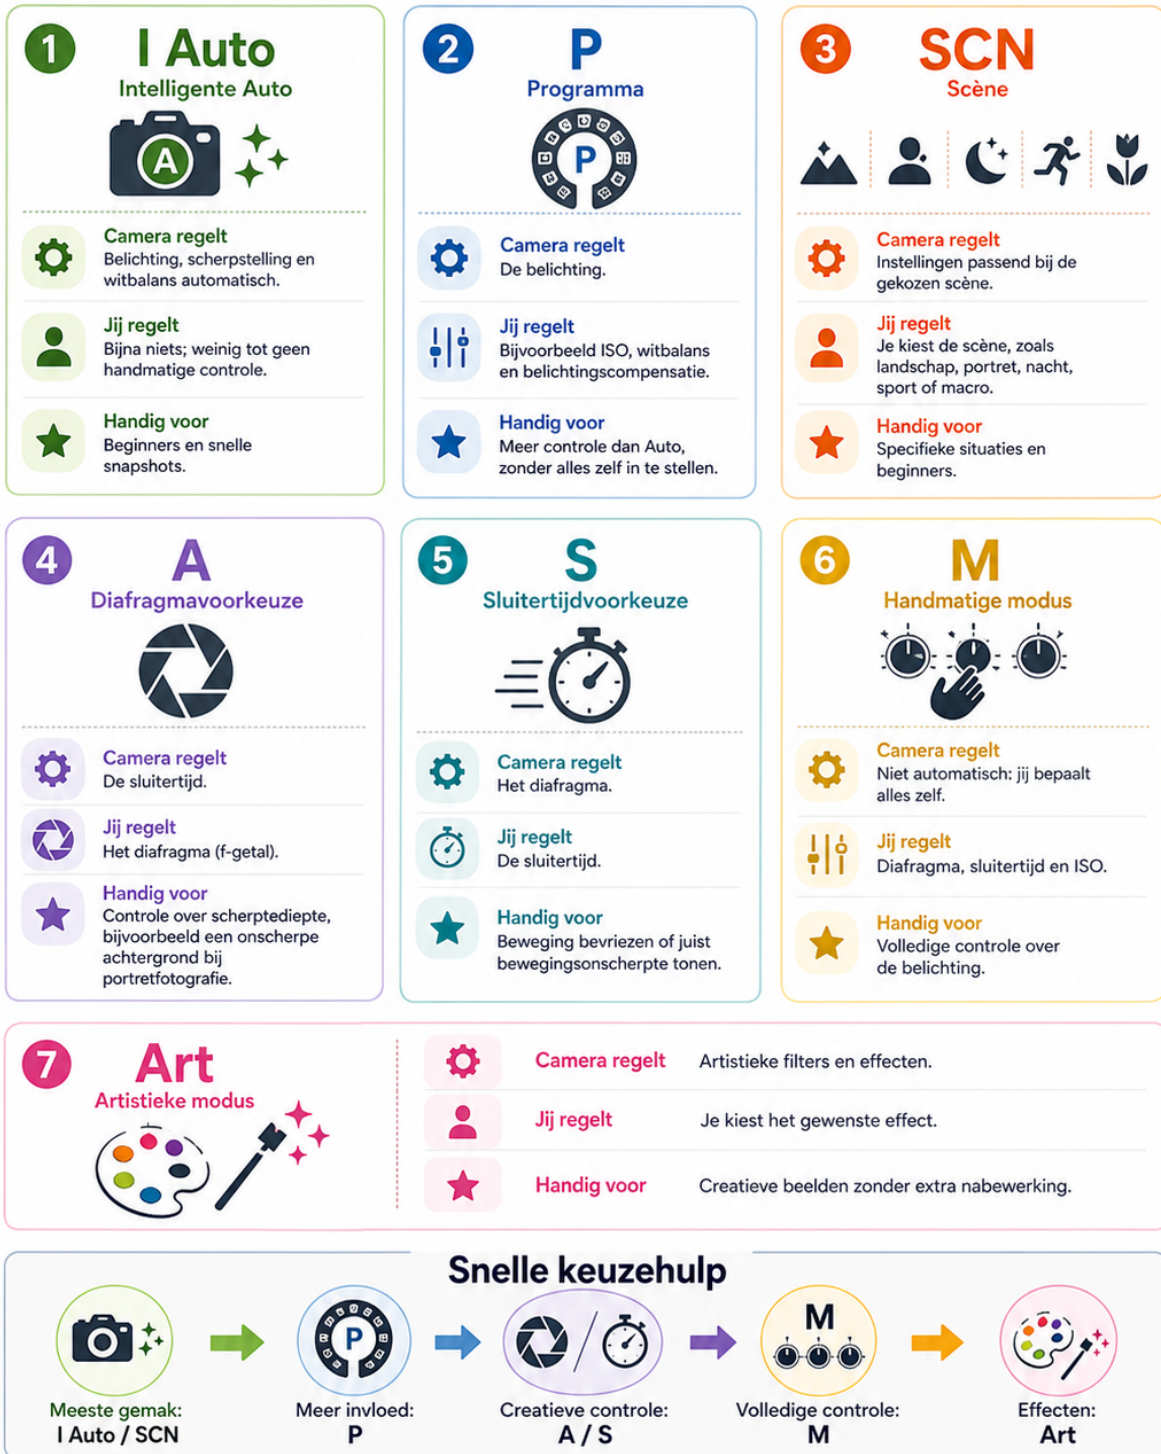 1
I Auto
Intelligente Auto
A
Camera regelt
Belichting, scherpstelling en
witbalans automatisch.
Jij regelt
Bijna niets; weinig tot geen
handmatige controle.
Handig voor
Beginners en snelle
snapshots.
2
P
Programma
P
Camera regelt
De belichting.
Jij regelt
Bijvoorbeeld ISO, witbalans
en belichtingscompensatie.
Handig voor
Meer controle dan Auto,
zonder alles zelf in te stellen.
3
SCN
Scène
Camera regelt
Instellingen passend bij de
gekozen scène.
Jij regelt
Je kiest de scène, zoals
landschap, portret, nacht,
sport of macro.
Handig voor
Specifieke situaties en
beginners.
4
A
Diafragmavoorkeuze
Camera regelt
De sluitertijd.
Jij regelt
Het diafragma (f-getal).
Handig voor
Controle over scherptediepte,
bijvoorbeeld een onscherpe
achtergrond bij
portretfotografie.
5
S
Sluitertijdvoorkeuze
Camera regelt
Het diafragma.
Jij regelt
De sluitertijd.
Handig voor
Beweging bevriezen of juist
bewegingsonscherpte tonen.
6
M
Handmatige modus
Camera regelt
Niet automatisch: jij bepaalt
alles zelf.
Jij regelt
Diafragma, sluitertijd en ISO.
Handig voor
Volledige controle over
de belichting.
7
Art
Artistieke modus
Camera regelt Artistieke filters en effecten.
Jij regelt Je kiest het gewenste effect.
Handig voor Creatieve beelden zonder extra nabewerking.
Snelle keuzehulp
Meeste gemak:
I Auto / SCN
P
Meer invloed:
P
Creatieve controle:
A / S
M
Volledige controle:
M
Effecten:
Art